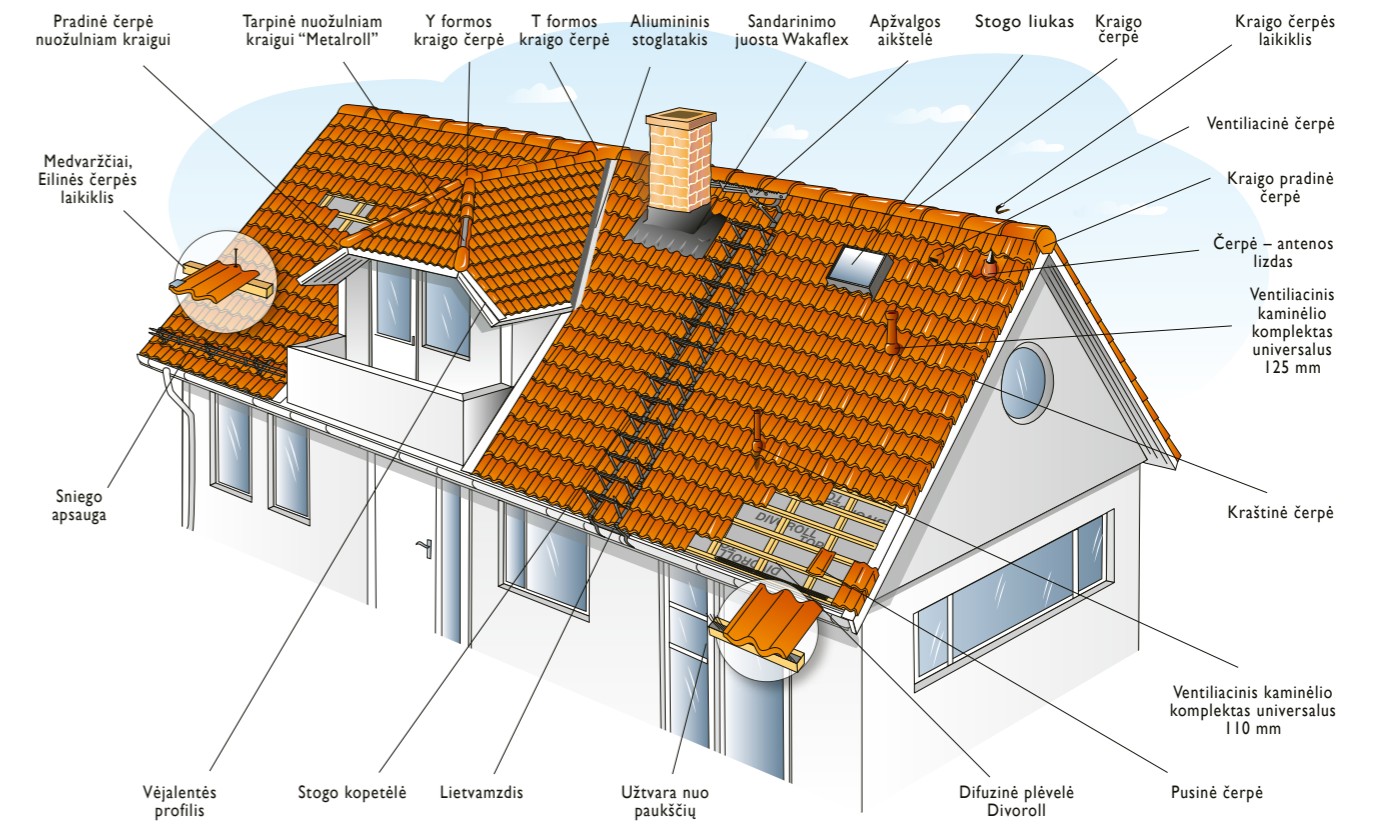 Pradinė čerpė
nuožulniam kraigui
Tarpinė nuožulniam
kraigui “Metalroll”
Y formos
kraigo čerpė
T formos
kraigo čerpė
Aliumininis
stoglatakis
Sandarinimo
juosta Wakaflex
Apžvalgos
aikštelė
Stogo liukas
Kraigo
čerpė
Kraigo čerpės
laikiklis
Ventiliacinė čerpė
Medvaržčiai,
Eilinės čerpės
laikiklis
Kraigo pradinė
čerpė
Čerpė – antenos
lizdas
Ventiliacinis
kaminėlio
komplektas
universalus
125 mm
Sniego
apsauga
Kraštinė čerpė
DIVOROLL
TOP
DIVOROLL
Ventiliacinis kaminėlio
komplektas universalus
110 mm
Vėjalentės
profilis
Stogo kopetėlė
Lietvamzdis
Užtvara nuo
paukščių
Difuzinė plėvelė
Divoroll
Pusinė čerpė